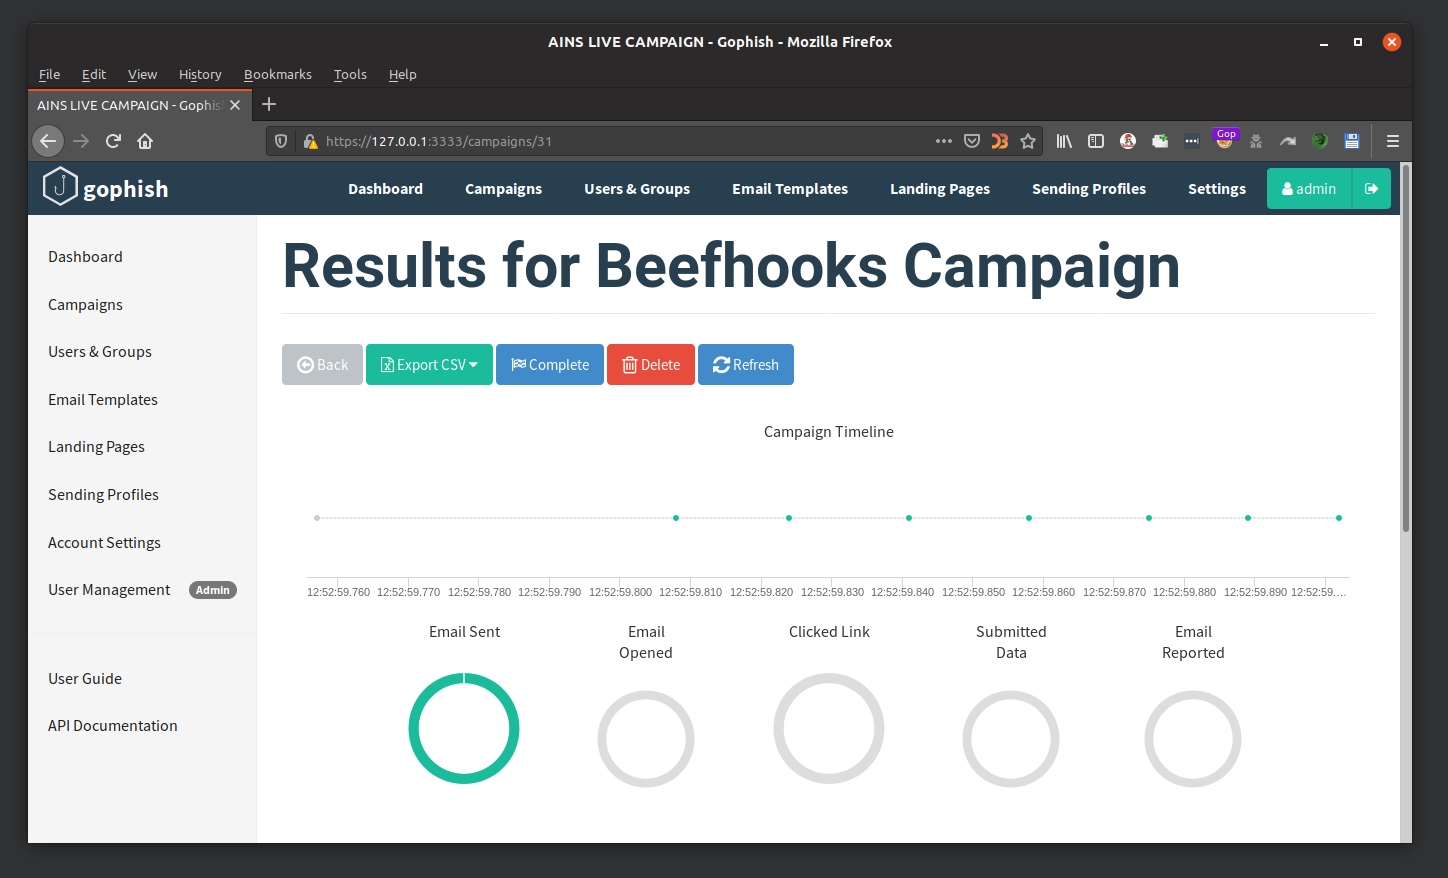 AINS LIVE CAMPAIGN - Gophish - Mozilla Firefox
File Edit View History Bookmarks Tools Help
AINS LIVE CAMPAIGN - Gophis
https://127.0.0.1:3333/campaigns/31
Gop
gophish Dashboard Campaigns Users & Groups Email Templates Landing Pages Sending Profiles Settings admin
Dashboard
Campaigns
Users & Groups
Email Templates
Landing Pages
Sending Profiles
Account Settings
User Management Admin
User Guide
API Documentation
Results for Beefhooks Campaign
Back Export CSV Complete Delete Refresh
Campaign Timeline
12:52:59.760 12:52:59.770 12:52:59.780 12:52:59.790 12:52:59.800 12:52:59.810 12:52:59.820 12:52:59.830 12:52:59.840 12:52:59.850 12:52:59.860 12:52:59.870 12:52:59.880 12:52:59.890 12:52:59....
Email Sent
Email
Opened
Clicked Link
Submitted
Data
Email
Reported